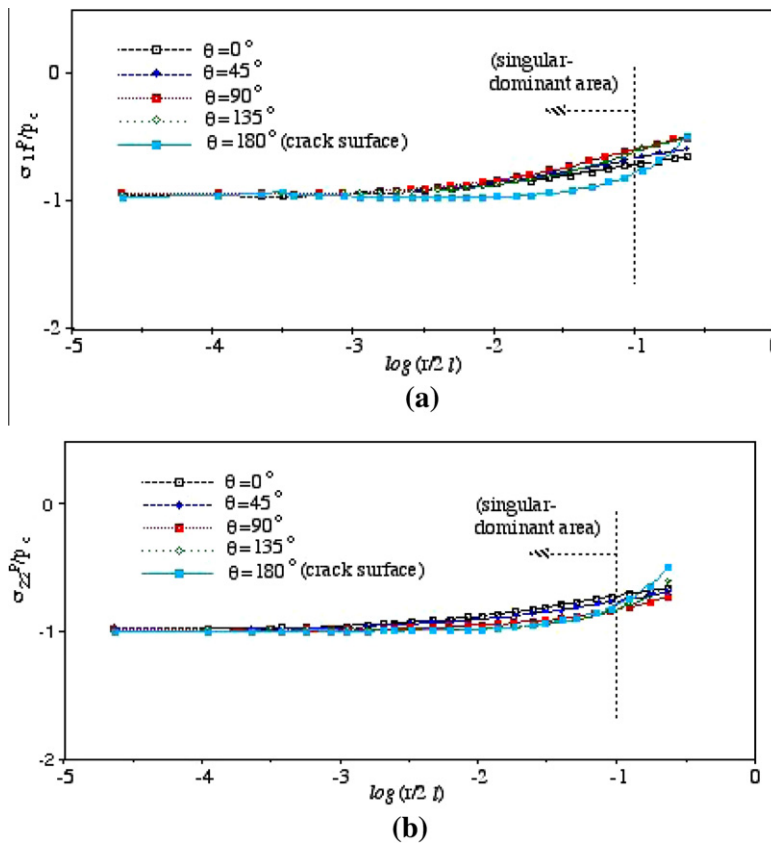 0
-1
-2
σ₁ᴾ/p c
θ=0°
θ=45°
θ=90°
θ=135°
θ=180° (crack surface)
(singular-
dominant area)
-5 -4 -3 -2 -1 0
log (r/2 l)
(a)
0
-1
-2
σ₂₂ᴾ/p c
θ=0°
θ=45°
θ=90°
θ=135°
θ=180° (crack surface)
(singular-
dominant area)
-5 -4 -3 -2 -1 0
log (r/2 l)
(b)